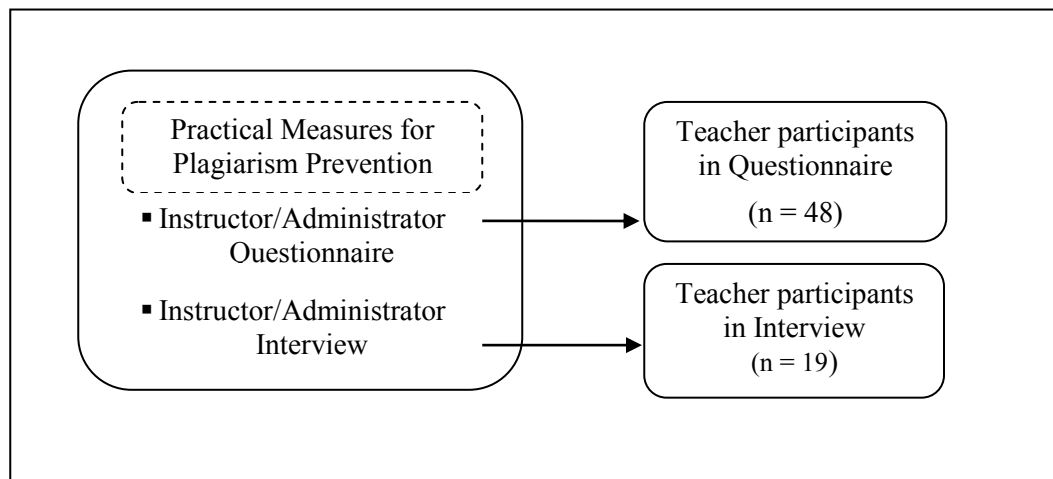 Practical Measures for
Plagiarism Prevention
▪ Instructor/Administrator
Ouestionnaire
▪ Instructor/Administrator
Interview
Teacher participants
in Questionnaire
(n = 48)
Teacher participants
in Interview
(n = 19)